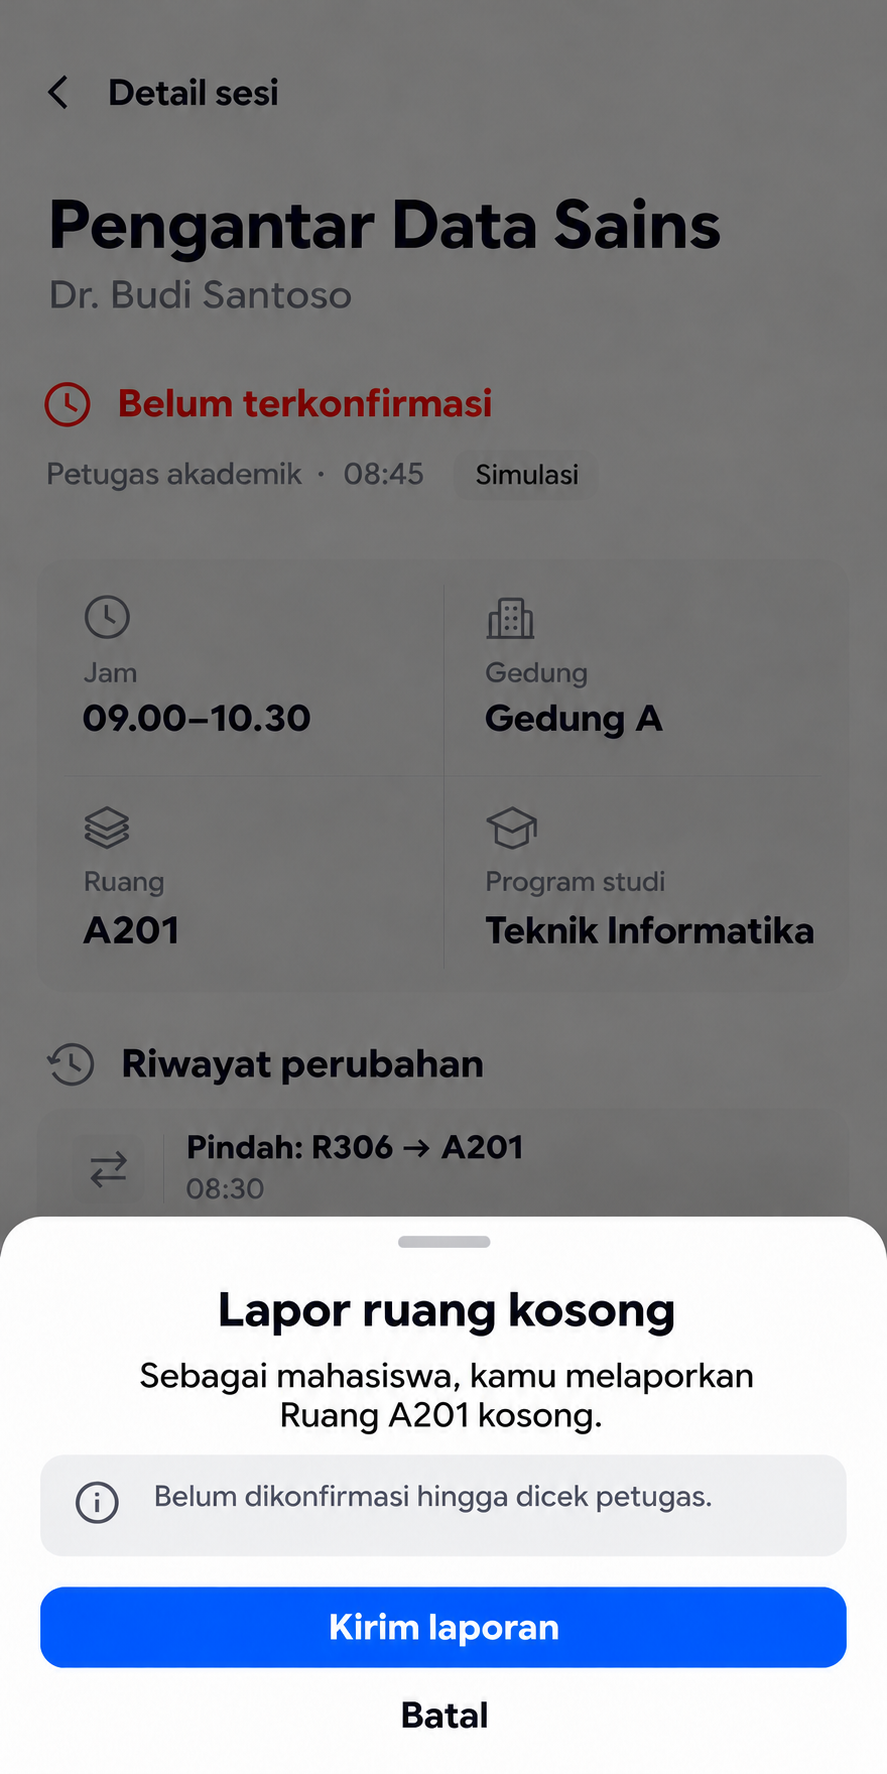 Detail sesi
Pengantar Data Sains
Dr. Budi Santoso
Belum terkonfirmasi
Petugas akademik · 08:45 Simulasi
Jam
09.00–10.30
Gedung
Gedung A
Ruang
A201
Program studi
Teknik Informatika
Riwayat perubahan
Pindah: R306 → A201
08:30
Lapor ruang kosong
Sebagai mahasiswa, kamu melaporkan
Ruang A201 kosong.
Belum dikonfirmasi hingga dicek petugas.
Kirim laporan
Batal